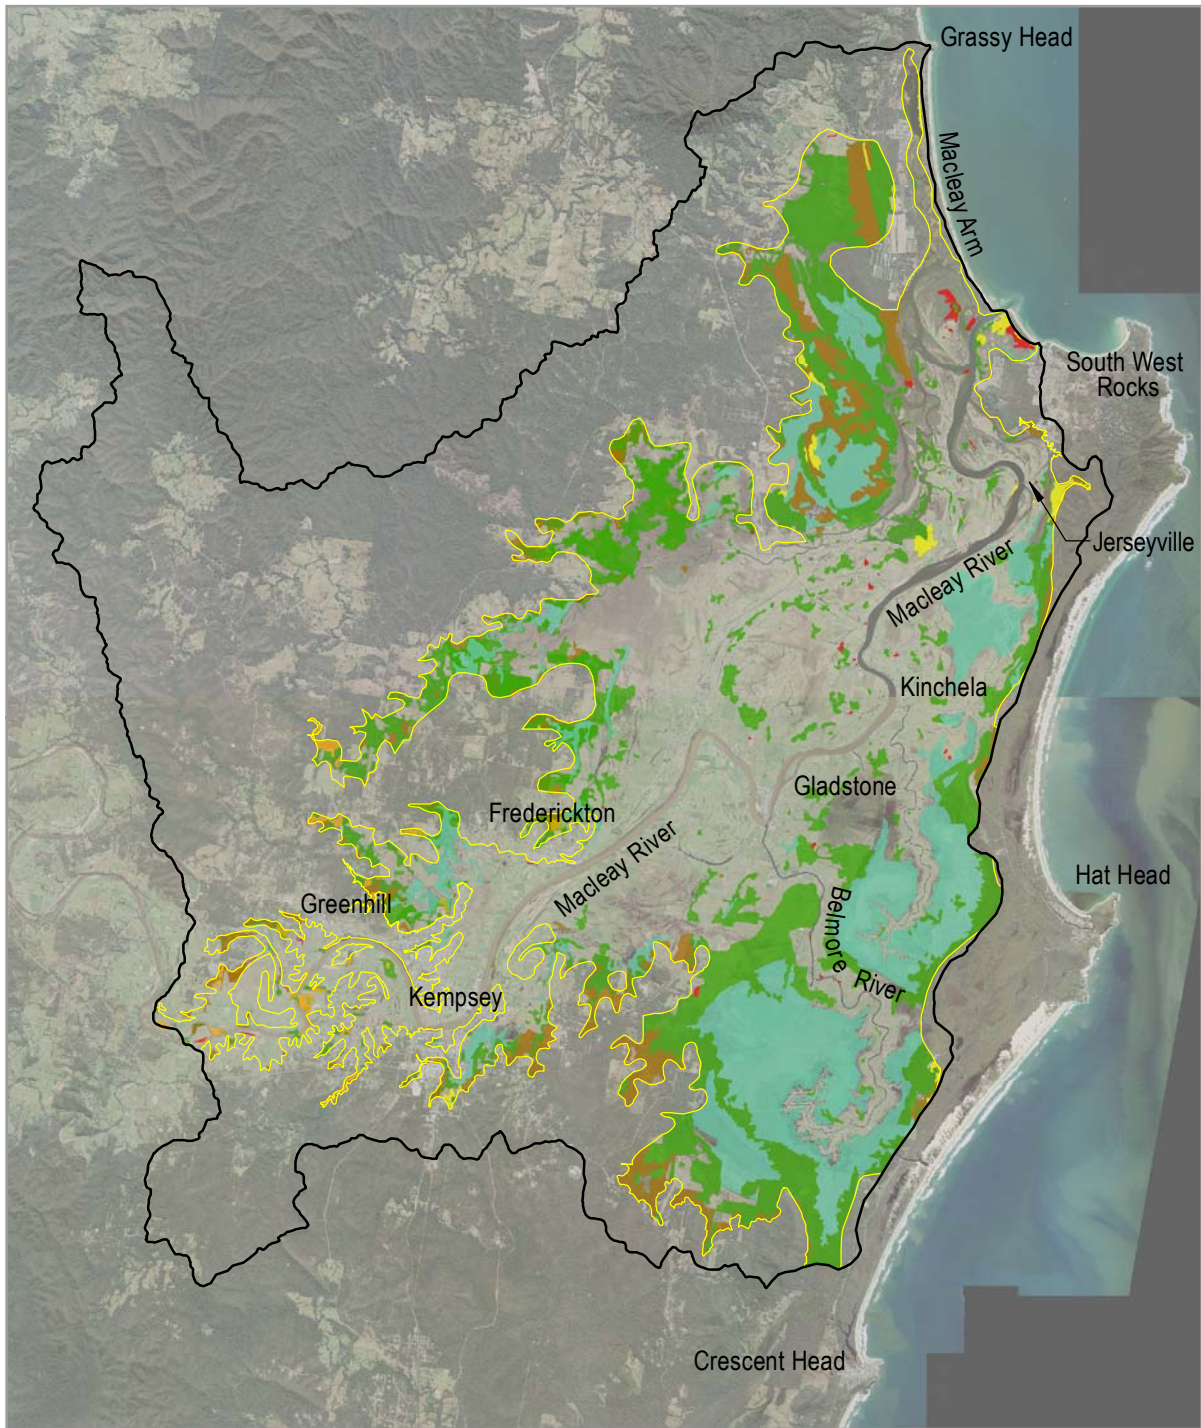 Grassy Head
Macleay Arm
South West
Rocks
Jerseyville
Macleay River
Kinchela
Gladstone
Frederickton
Macleay River
Hat Head
Belmore River
Greenhill
Kempsey
Crescent Head